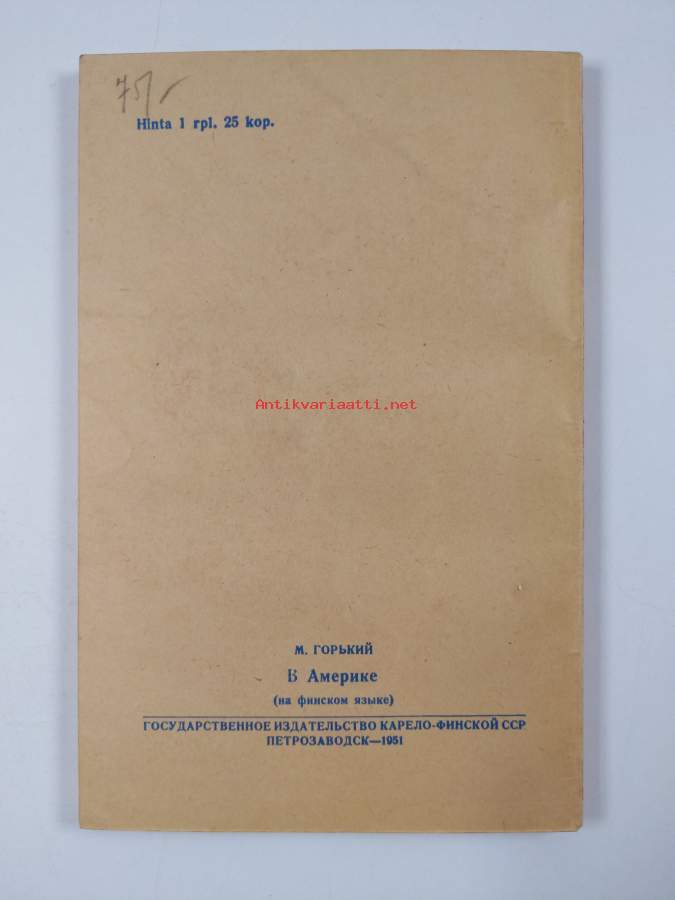 75/-
Hinta 1 rpl. 25 kop.
Antikvariaatti.net
М. ГОРЬКИЙ
В Америке
(на финском языке)
ГОСУДАРСТВЕННОЕ ИЗДАТЕЛЬСТВО КАРЕЛО-ФИНСКОЙ ССР
ПЕТРОЗАВОДСК—1951